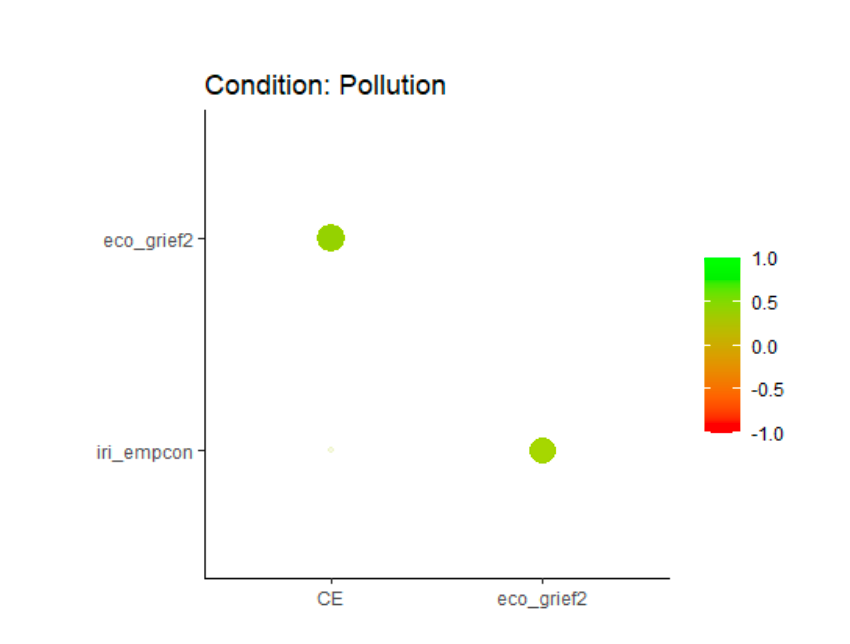 Condition: Pollution
eco_grief2
iri_empcon
CE
eco_grief2
1.0
0.5
0.0
-0.5
-1.0